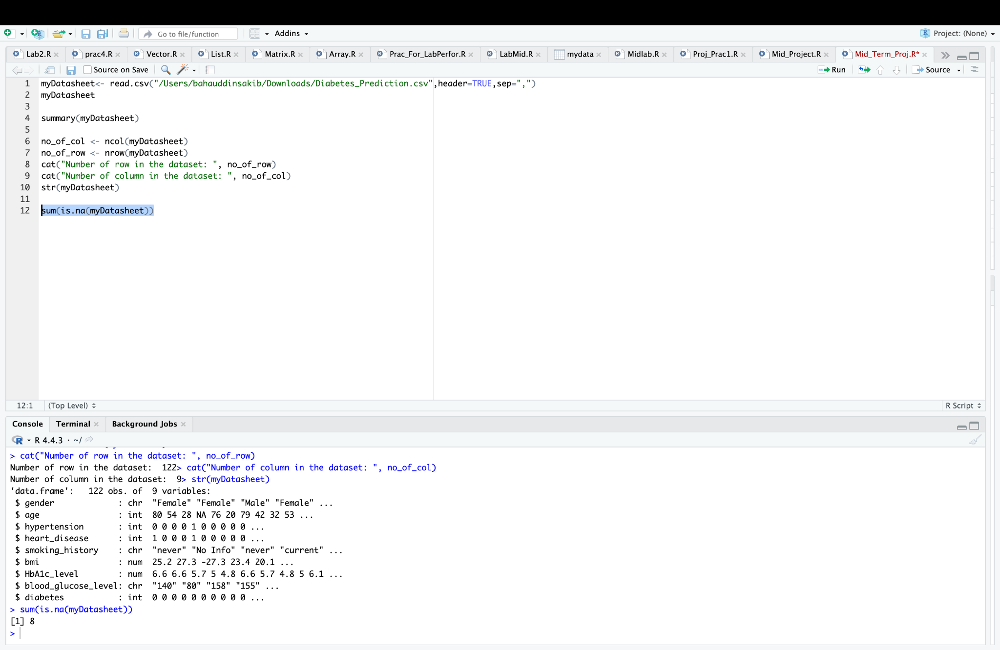 Go to file/function
Addins
Project: (None)
Lab2.R prac4.R Vector.R List.R Matrix.R Array.R Prac_For_LabPerfor.R LabMid.R mydata Midlab.R Proj_Prac1.R Mid_Project.R Mid_Term_Proj.R*
Source on Save
Run
Source
1 myDatasheet<- read.csv("/Users/bahauddinsakib/Downloads/Diabetes_Prediction.csv",header=TRUE,sep=",")
2 myDatasheet
3
4 summary(myDatasheet)
5
6 no_of_col <- ncol(myDatasheet)
7 no_of_row <- nrow(myDatasheet)
8 cat("Number of row in the dataset: ", no_of_row)
9 cat("Number of column in the dataset: ", no_of_col)
10 str(myDatasheet)
11
12 sum(is.na(myDatasheet))
12:1 (Top Level) R Script
Console Terminal Background Jobs
R 4.4.3 · ~/
> cat("Number of row in the dataset: ", no_of_row)
Number of row in the dataset:  122> cat("Number of column in the dataset: ", no_of_col)
Number of column in the dataset:  9> str(myDatasheet)
'data.frame':   122 obs. of  9 variables:
 $ gender             : chr  "Female" "Female" "Male" "Female" ...
 $ age                : int  80 54 28 NA 76 20 79 42 32 53 ...
 $ hypertension       : int  0 0 0 0 1 0 0 0 0 0 ...
 $ heart_disease      : int  1 0 0 0 1 0 0 0 0 0 ...
 $ smoking_history    : chr  "never" "No Info" "never" "current" ...
 $ bmi                : num  25.2 27.3 -27.3 23.4 20.1 ...
 $ HbA1c_level        : num  6.6 6.6 5.7 5 4.8 6.6 5.7 4.8 5 6.1 ...
 $ blood_glucose_level: chr  "140" "80" "158" "155" ...
 $ diabetes           : int  0 0 0 0 0 0 0 0 0 0 ...
> sum(is.na(myDatasheet))
[1] 8
>